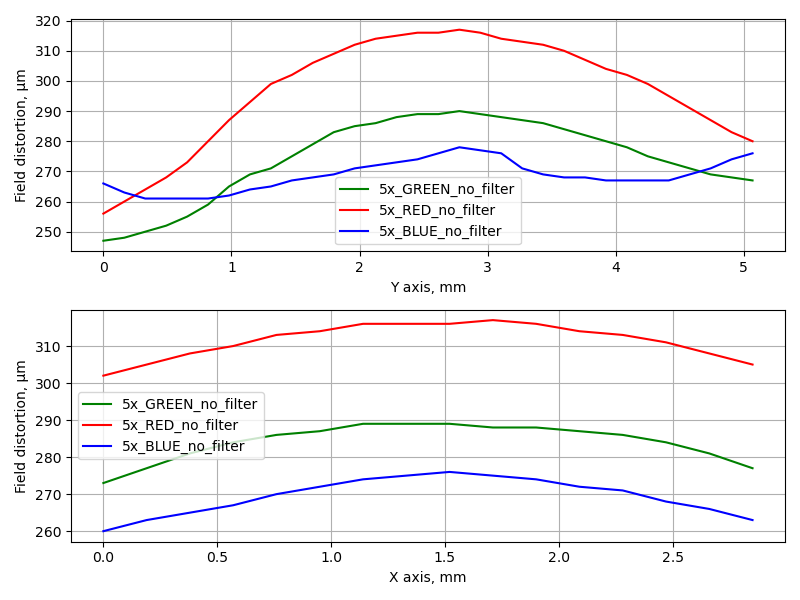 320
310
300
290
280
270
260
250
Field distortion, μm
5x_GREEN_no_filter
5x_RED_no_filter
5x_BLUE_no_filter
0 1 2 3 4 5
Y axis, mm
310
300
290
280
270
260
Field distortion, μm
5x_GREEN_no_filter
5x_RED_no_filter
5x_BLUE_no_filter
0.0 0.5 1.0 1.5 2.0 2.5
X axis, mm